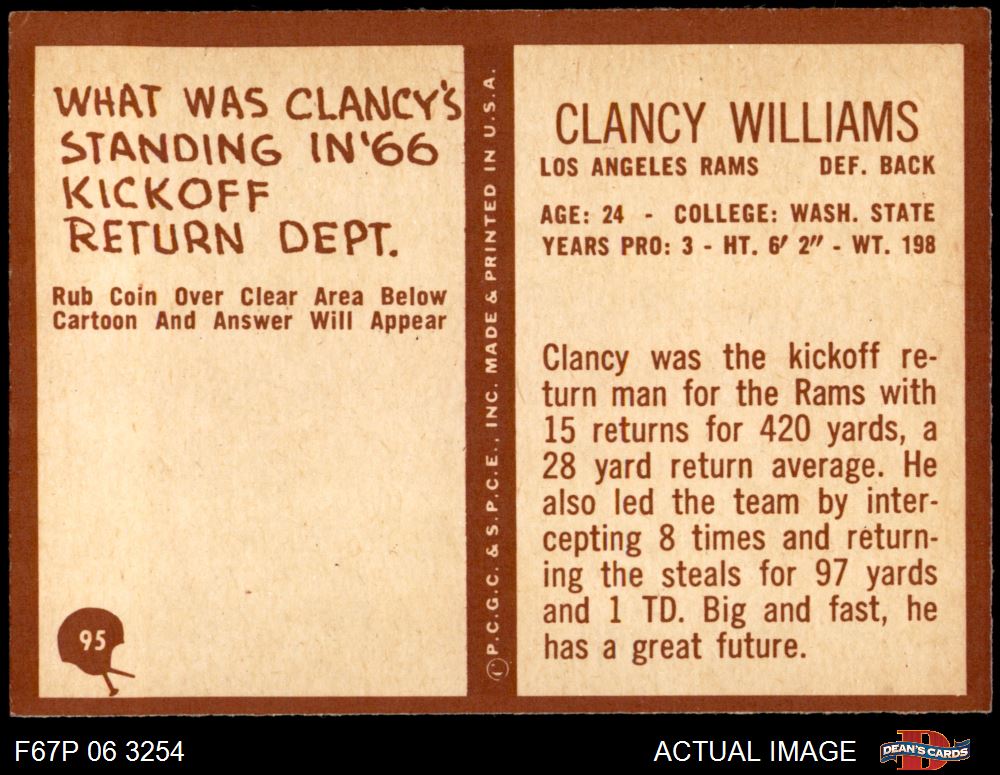 WHAT WAS CLANCY'S
STANDING IN '66
KICKOFF
RETURN DEPT.
Rub Coin Over Clear Area Below
Cartoon And Answer Will Appear
95
© P.C.G.C. & S.P.C.E., INC. MADE & PRINTED IN U.S.A.
CLANCY WILLIAMS
LOS ANGELES RAMS DEF. BACK
AGE: 24 - COLLEGE: WASH. STATE
YEARS PRO: 3 - HT. 6' 2" - WT. 198
Clancy was the kickoff re-
turn man for the Rams with
15 returns for 420 yards, a
28 yard return average. He
also led the team by inter-
cepting 8 times and return-
ing the steals for 97 yards
and 1 TD. Big and fast, he
has a great future.
F67P 06 3254
ACTUAL IMAGE
DEAN'S CARDS